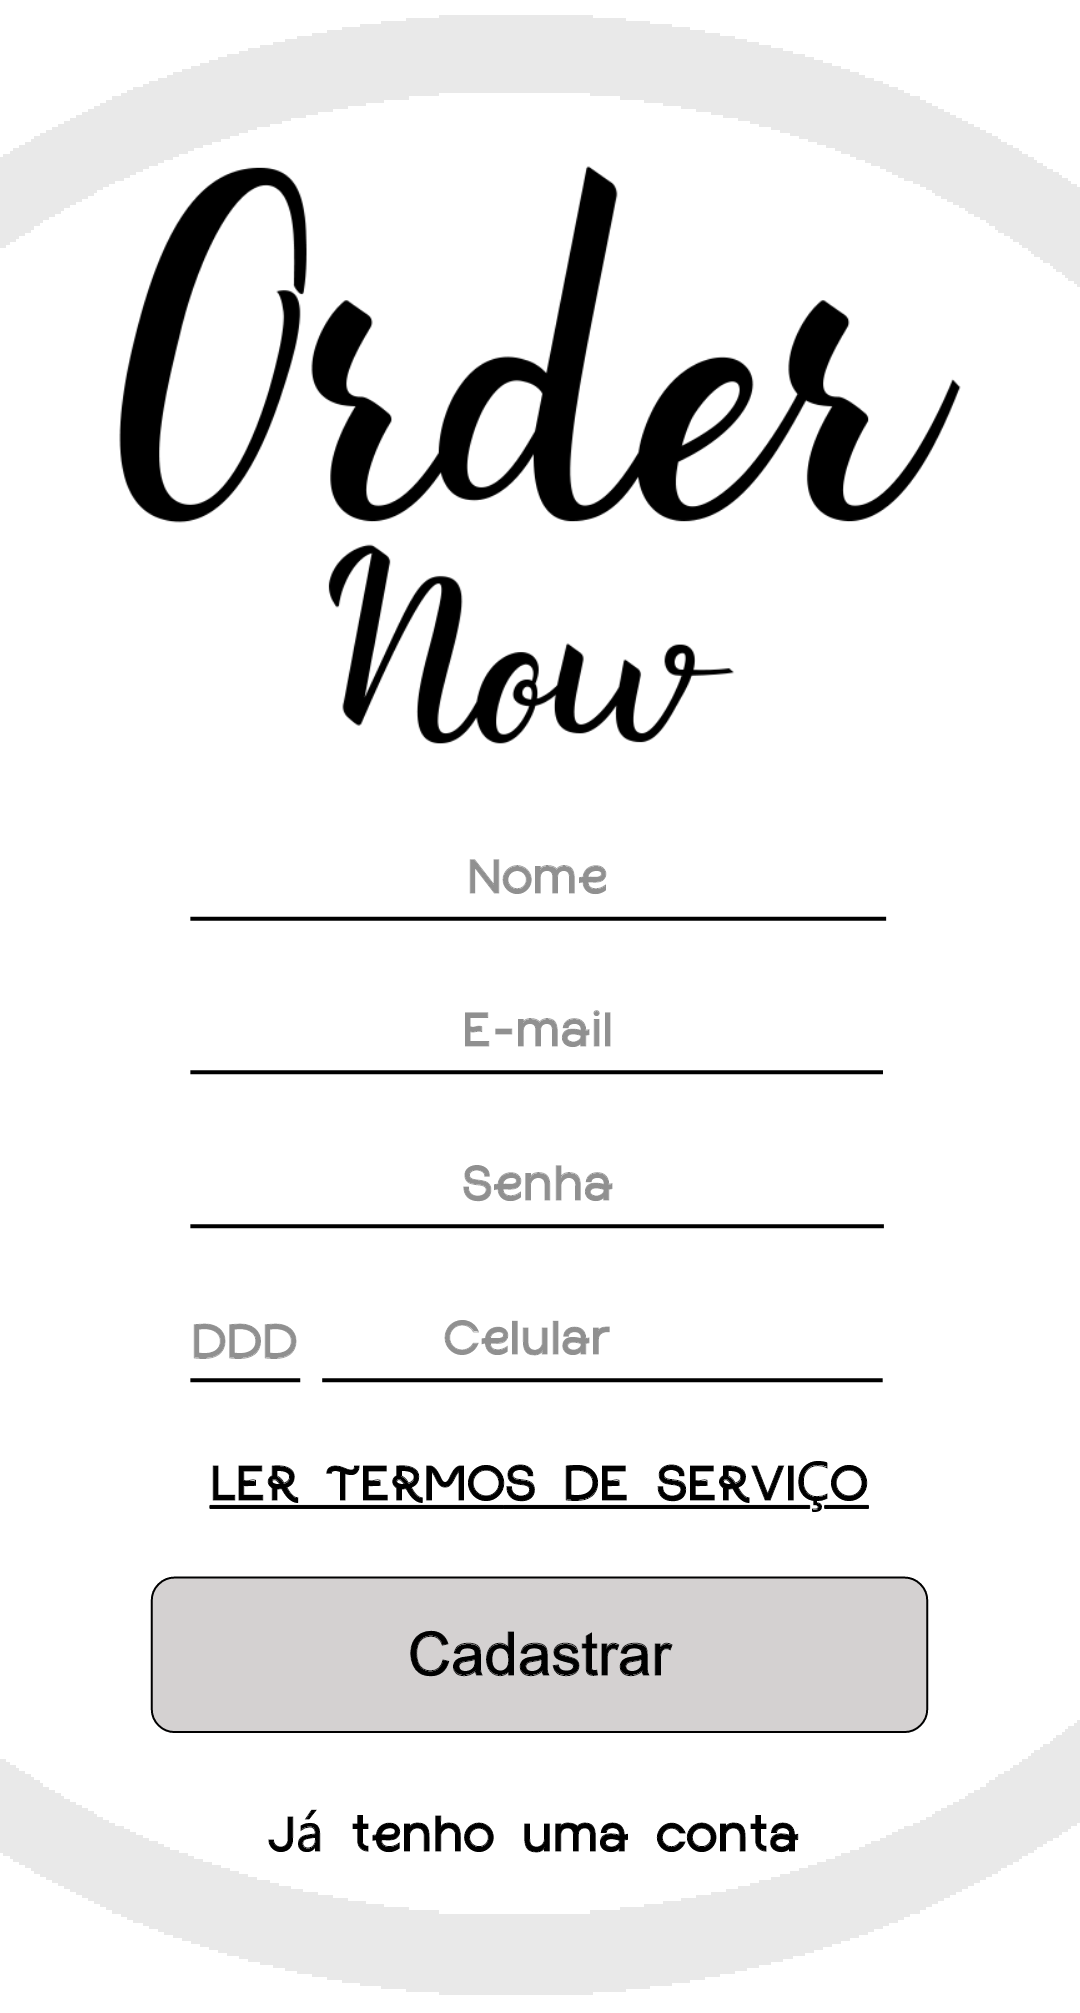 Order
Now
Nome
E-mail
Senha
DDD Celular
LER TERMOS DE SERVIÇO
Cadastrar
Já tenho uma conta